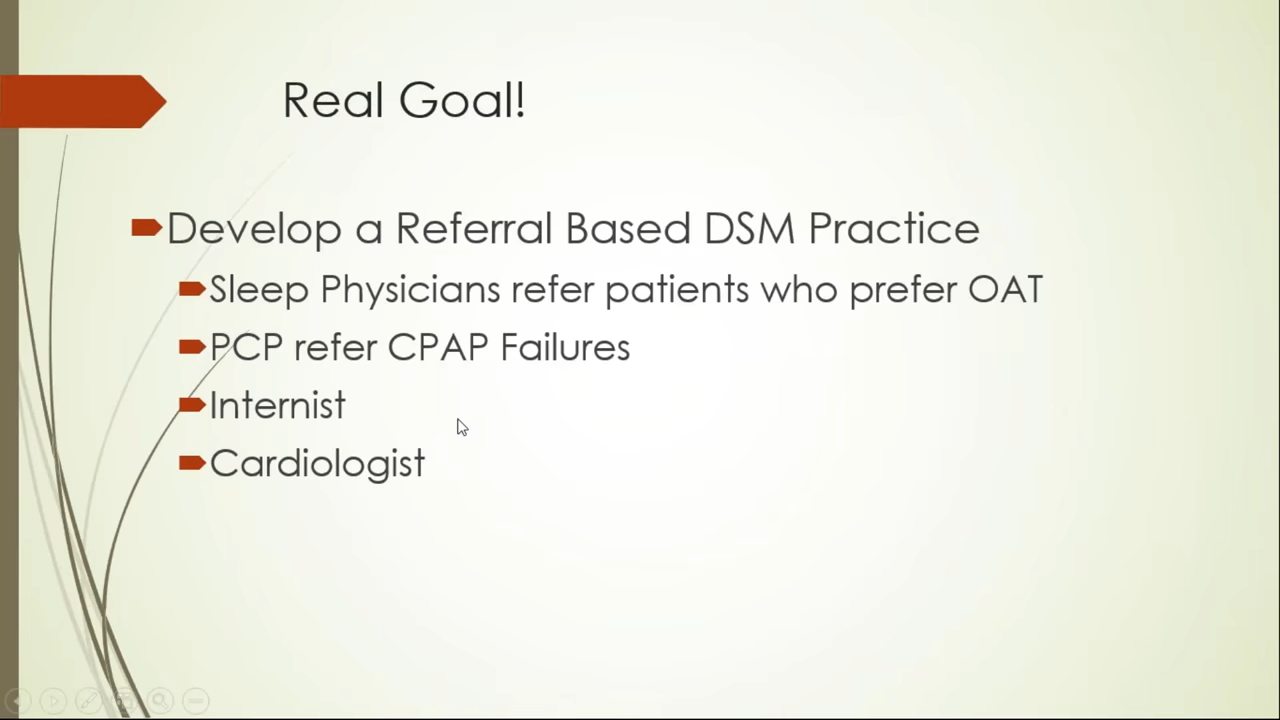 Real Goal!
Develop a Referral Based DSM Practice
Sleep Physicians refer patients who prefer OAT
PCP refer CPAP Failures
Internist
Cardiologist